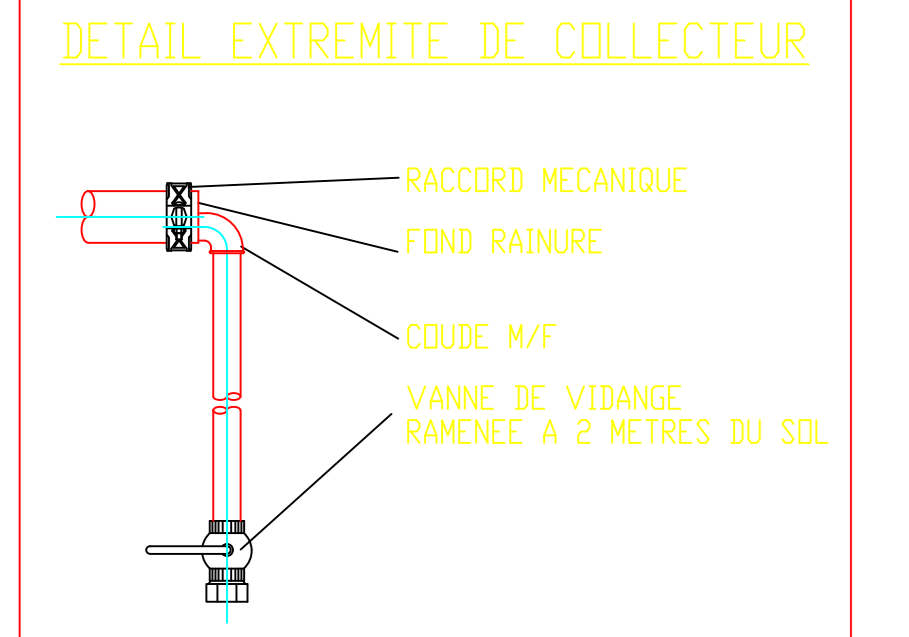 DETAIL EXTREMITE DE COLLECTEUR
RACCORD MECANIQUE
FOND RAINURE
COUDE M/F
VANNE DE VIDANGE
RAMENEE A 2 METRES DU SOL